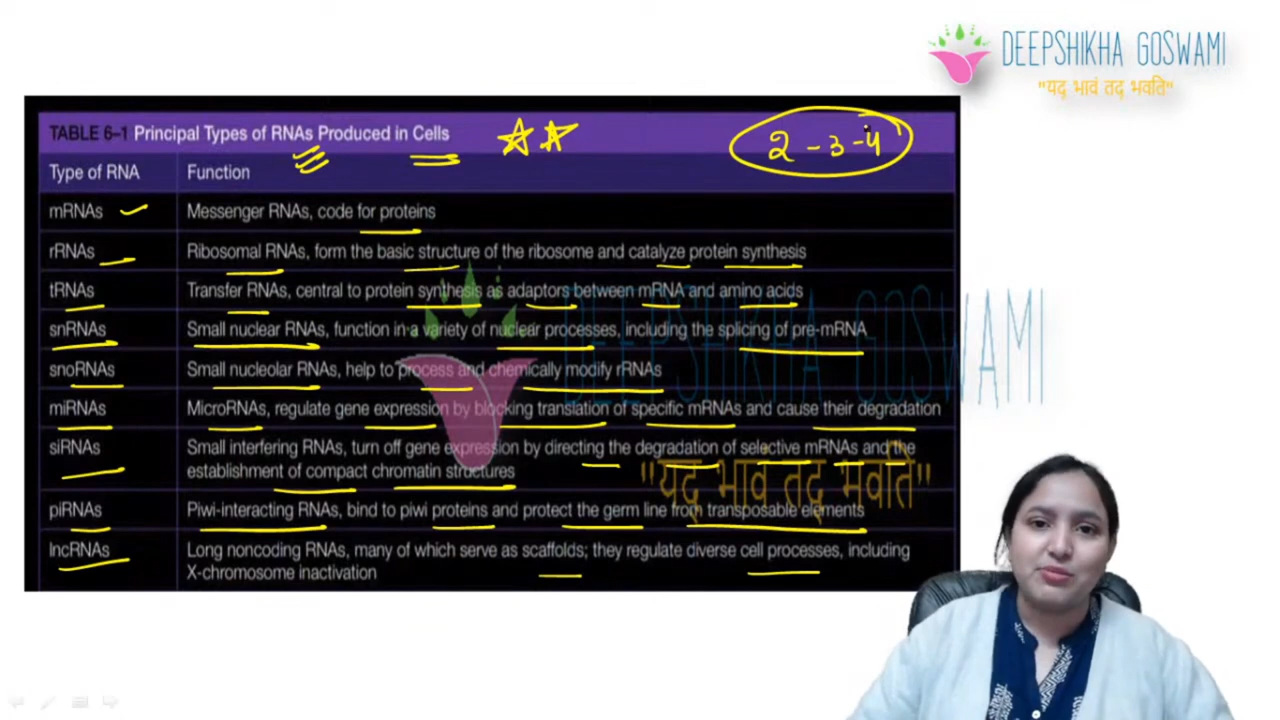 DEEPSHIKHA GOSWAMI
"यद् भावं तद् भवति"
TABLE 6–1 Principal Types of RNAs Produced in Cells
2 - 3 - 4
Type of RNA Function
mRNAs Messenger RNAs, code for proteins
rRNAs Ribosomal RNAs, form the basic structure of the ribosome and catalyze protein synthesis
tRNAs Transfer RNAs, central to protein synthesis as adaptors between mRNA and amino acids
snRNAs Small nuclear RNAs, function in a variety of nuclear processes, including the splicing of pre-mRNA
snoRNAs Small nucleolar RNAs, help to process and chemically modify rRNAs
miRNAs MicroRNAs, regulate gene expression by blocking translation of specific mRNAs and cause their degradation
siRNAs Small interfering RNAs, turn off gene expression by directing the degradation of selective mRNAs and the
establishment of compact chromatin structures
piRNAs Piwi-interacting RNAs, bind to piwi proteins and protect the germ line from transposable elements
lncRNAs Long noncoding RNAs, many of which serve as scaffolds; they regulate diverse cell processes, including
X-chromosome inactivation
DEEPSHIKHA GOSWAMI
"यद् भावं तद् भवति"